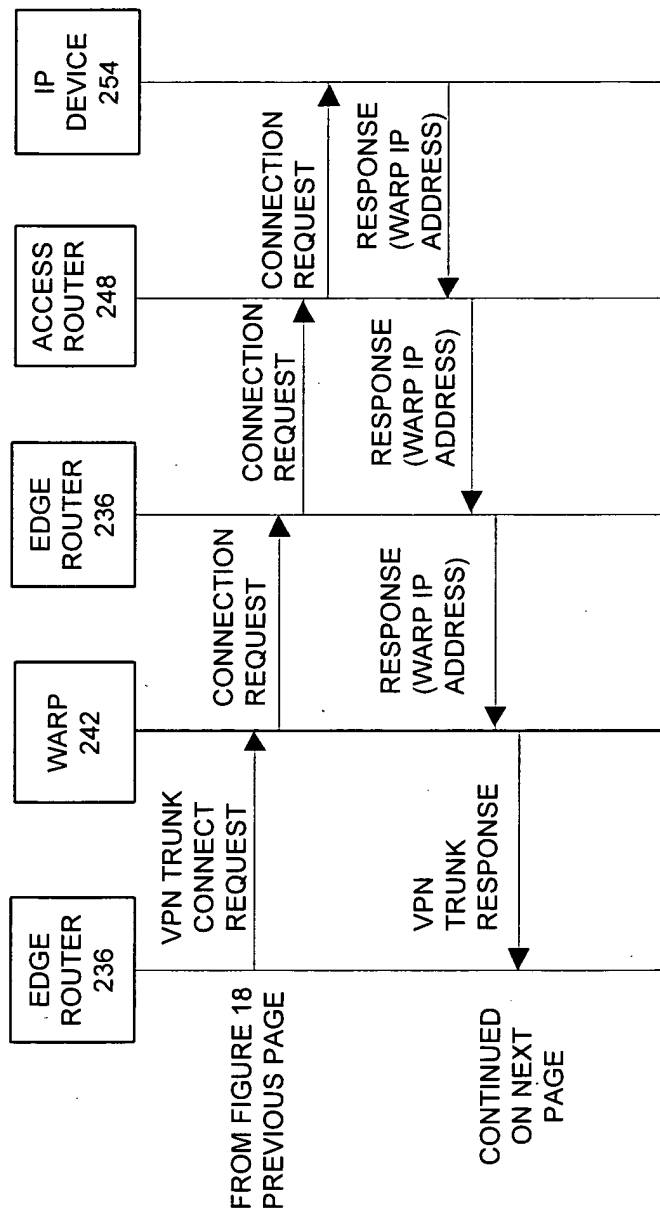 EDGE
ROUTER
236
WARP
242
EDGE
ROUTER
236
ACCESS
ROUTER
248
IP
DEVICE
254
FROM FIGURE 18
PREVIOUS PAGE
VPN TRUNK
CONNECT
REQUEST
CONNECTION
REQUEST
CONNECTION
REQUEST
CONNECTION
REQUEST
RESPONSE
(WARP IP
ADDRESS)
RESPONSE
(WARP IP
ADDRESS)
RESPONSE
(WARP IP
ADDRESS)
VPN
TRUNK
RESPONSE
CONTINUED
ON NEXT
PAGE